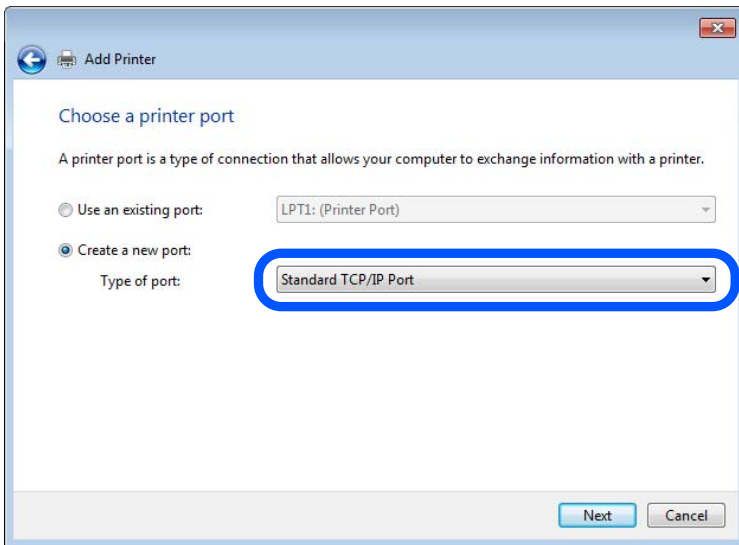 Add Printer
Choose a printer port
A printer port is a type of connection that allows your computer to exchange information with a printer.
Use an existing port: LPT1: (Printer Port)
Create a new port:
Type of port: Standard TCP/IP Port
Next Cancel